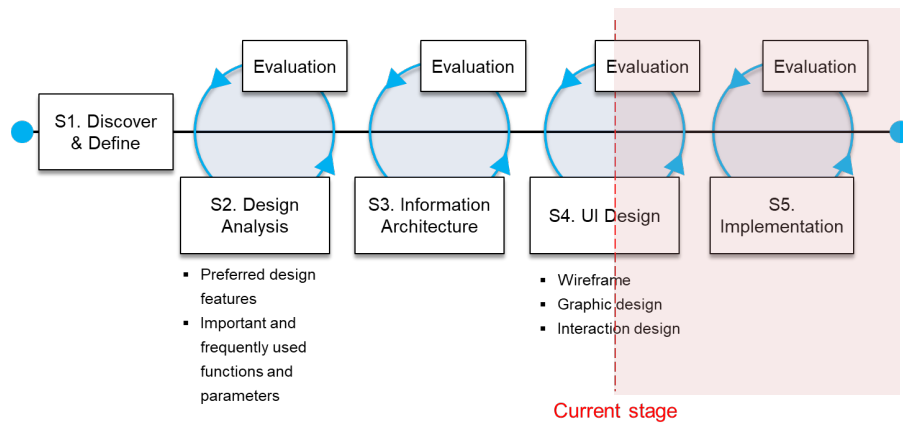 Evaluation
Evaluation
Evaluation
Evaluation
S1. Discover
& Define
S2. Design
Analysis
S3. Information
Architecture
S4. UI Design
S5.
Implementation
▪ Preferred design
features
▪ Important and
frequently used
functions and
parameters
▪ Wireframe
▪ Graphic design
▪ Interaction design
Current stage